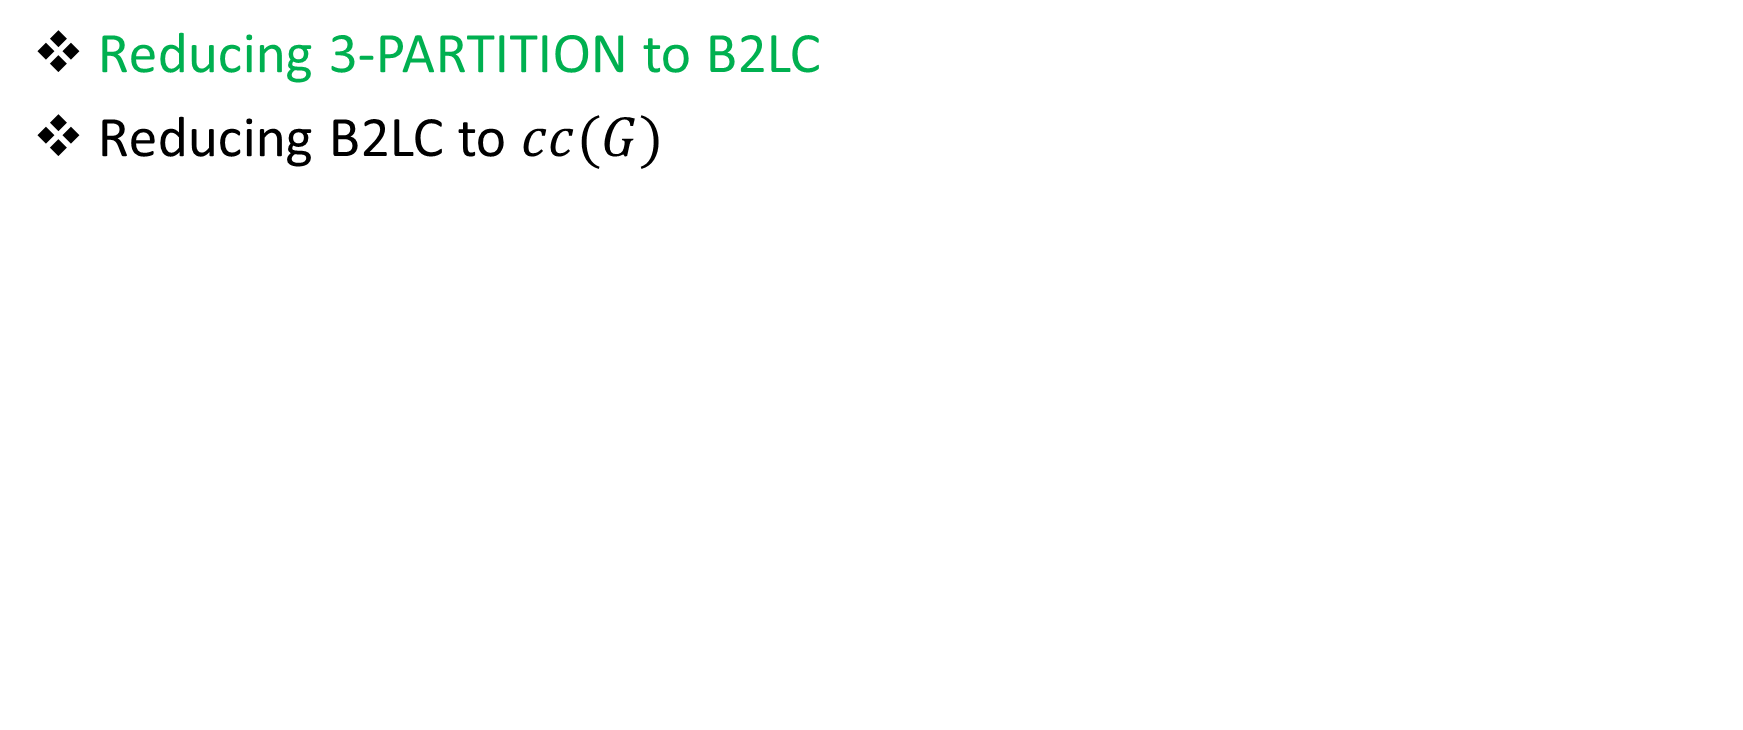 ❖ Reducing 3-PARTITION to B2LC
❖ Reducing B2LC to 𝑐𝑐(𝐺)